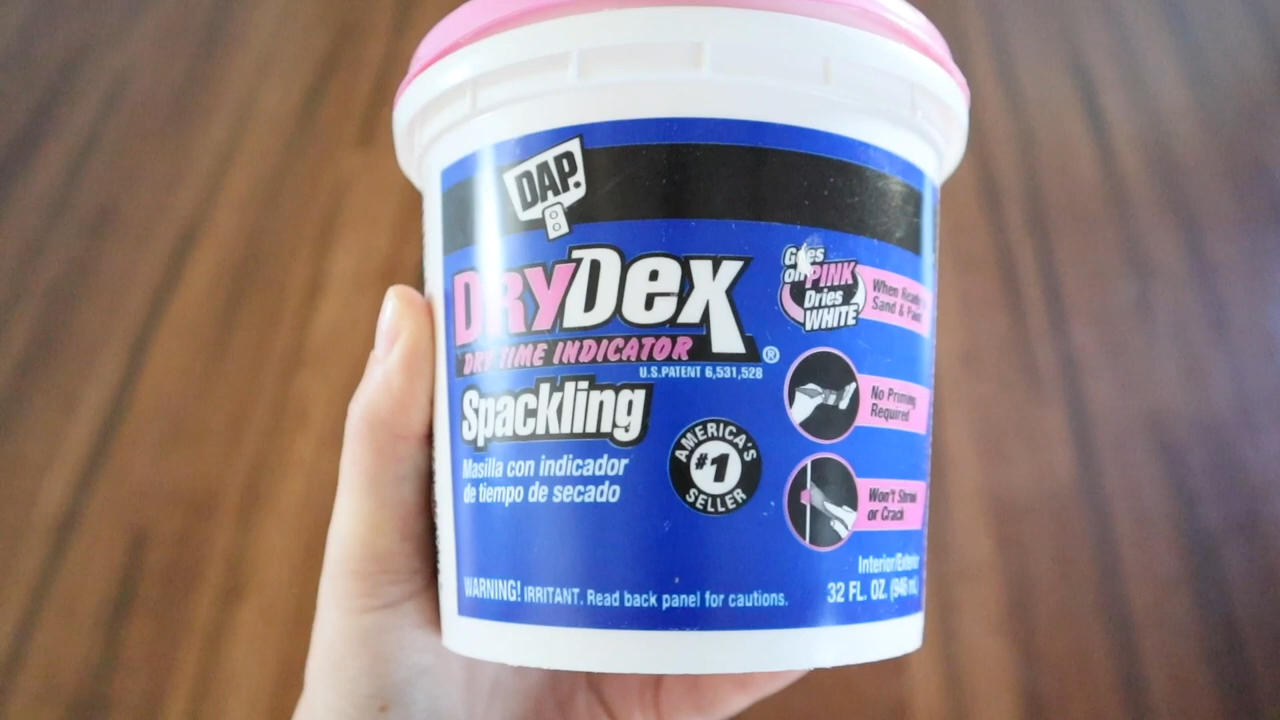 DAP.
DryDex
DRY TIME INDICATOR ®
U.S.PATENT 6,531,528
Spackling
Masilla con indicador
de tiempo de secado
AMERICA'S
#1
SELLER
Goes
on PINK
Dries
WHITE
When Ready
Sand & Paint
No Priming
Required
Won't Shrink
or Crack
Interior/Exterior
32 FL. OZ. (946 mL)
WARNING! IRRITANT. Read back panel for cautions.